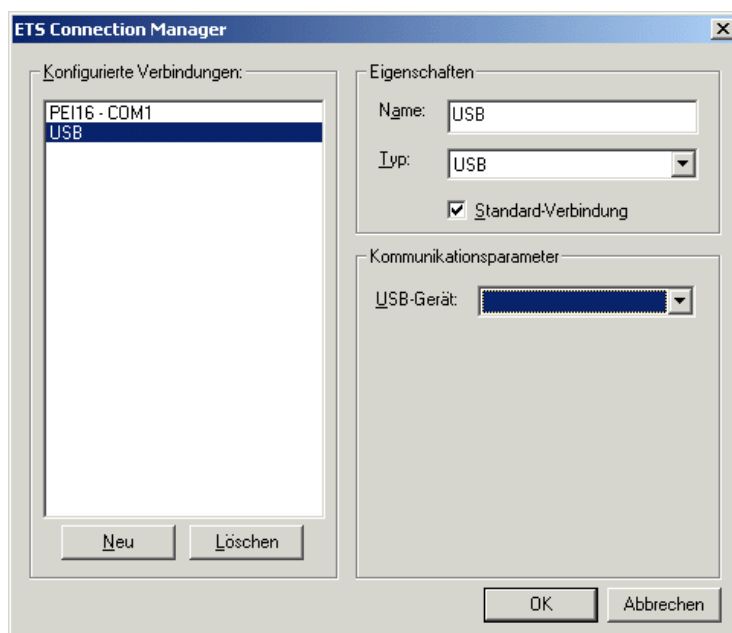 ETS Connection Manager
Konfigurierte Verbindungen:
PEI16 - COM1
USB
Neu
Löschen
Eigenschaften
Name:
USB
Typ:
USB
Standard-Verbindung
Kommunikationsparameter
USB-Gerät:
OK
Abbrechen